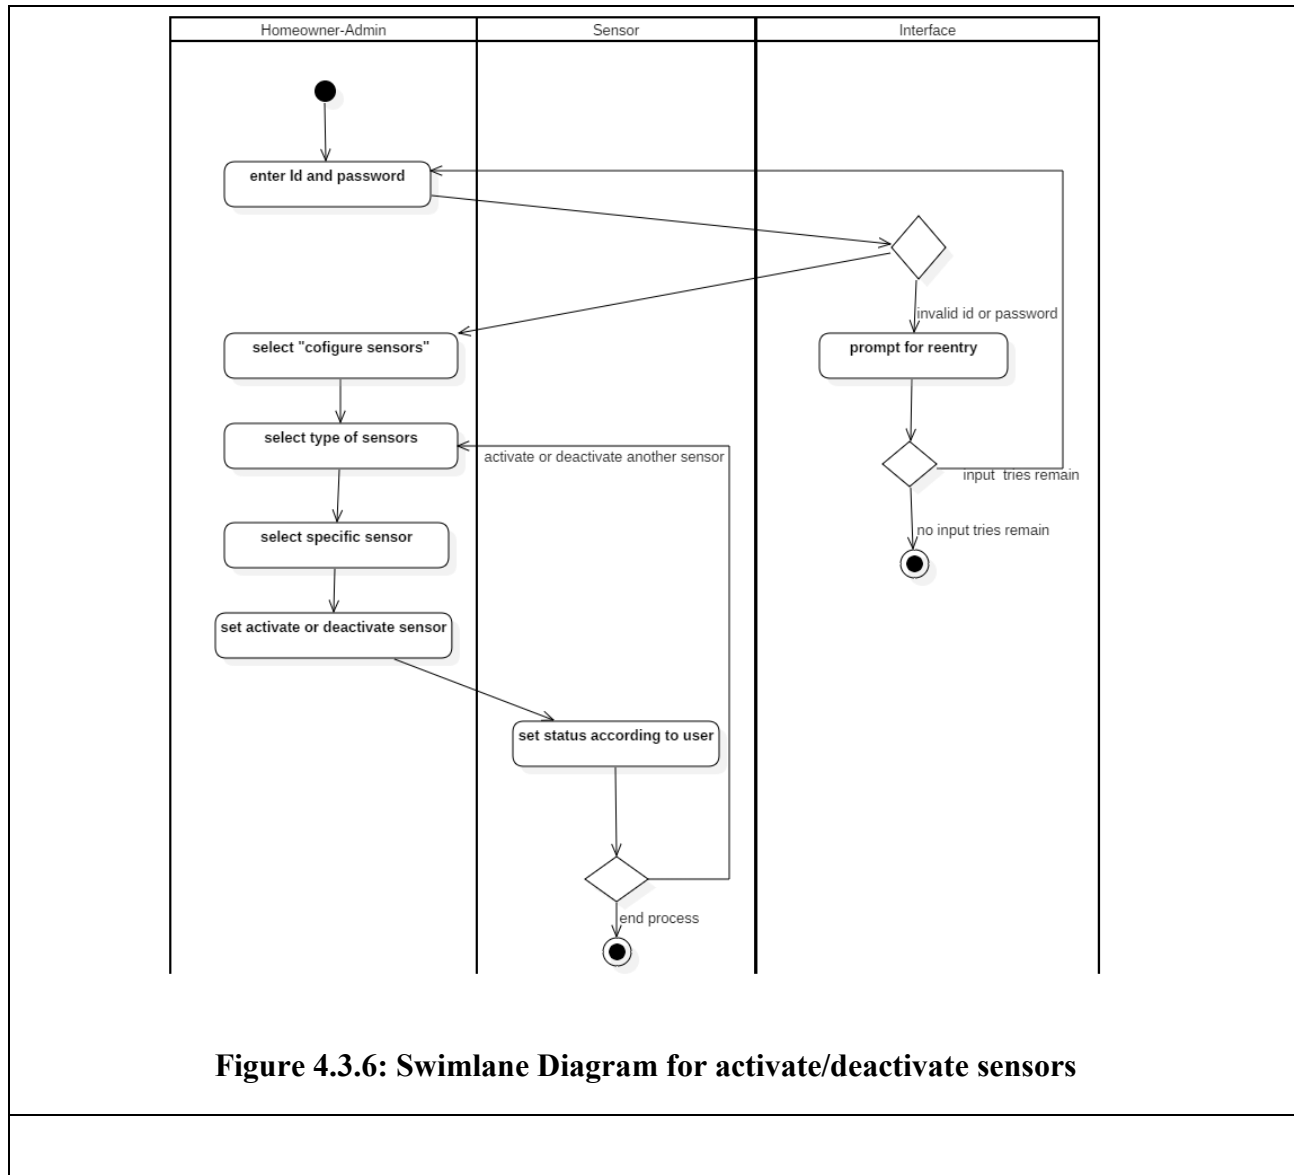 Homeowner-Admin
Sensor
Interface
enter Id and password
invalid id or password
select "cofigure sensors"
prompt for reentry
select type of sensors
activate or deactivate another sensor
input  tries remain
select specific sensor
no input tries remain
set activate or deactivate sensor
set status according to user
end process
Figure 4.3.6: Swimlane Diagram for activate/deactivate sensors